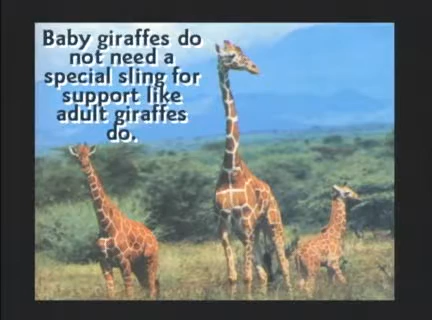 Baby giraffes do
not need a
special sling for
support like
adult giraffes
do.